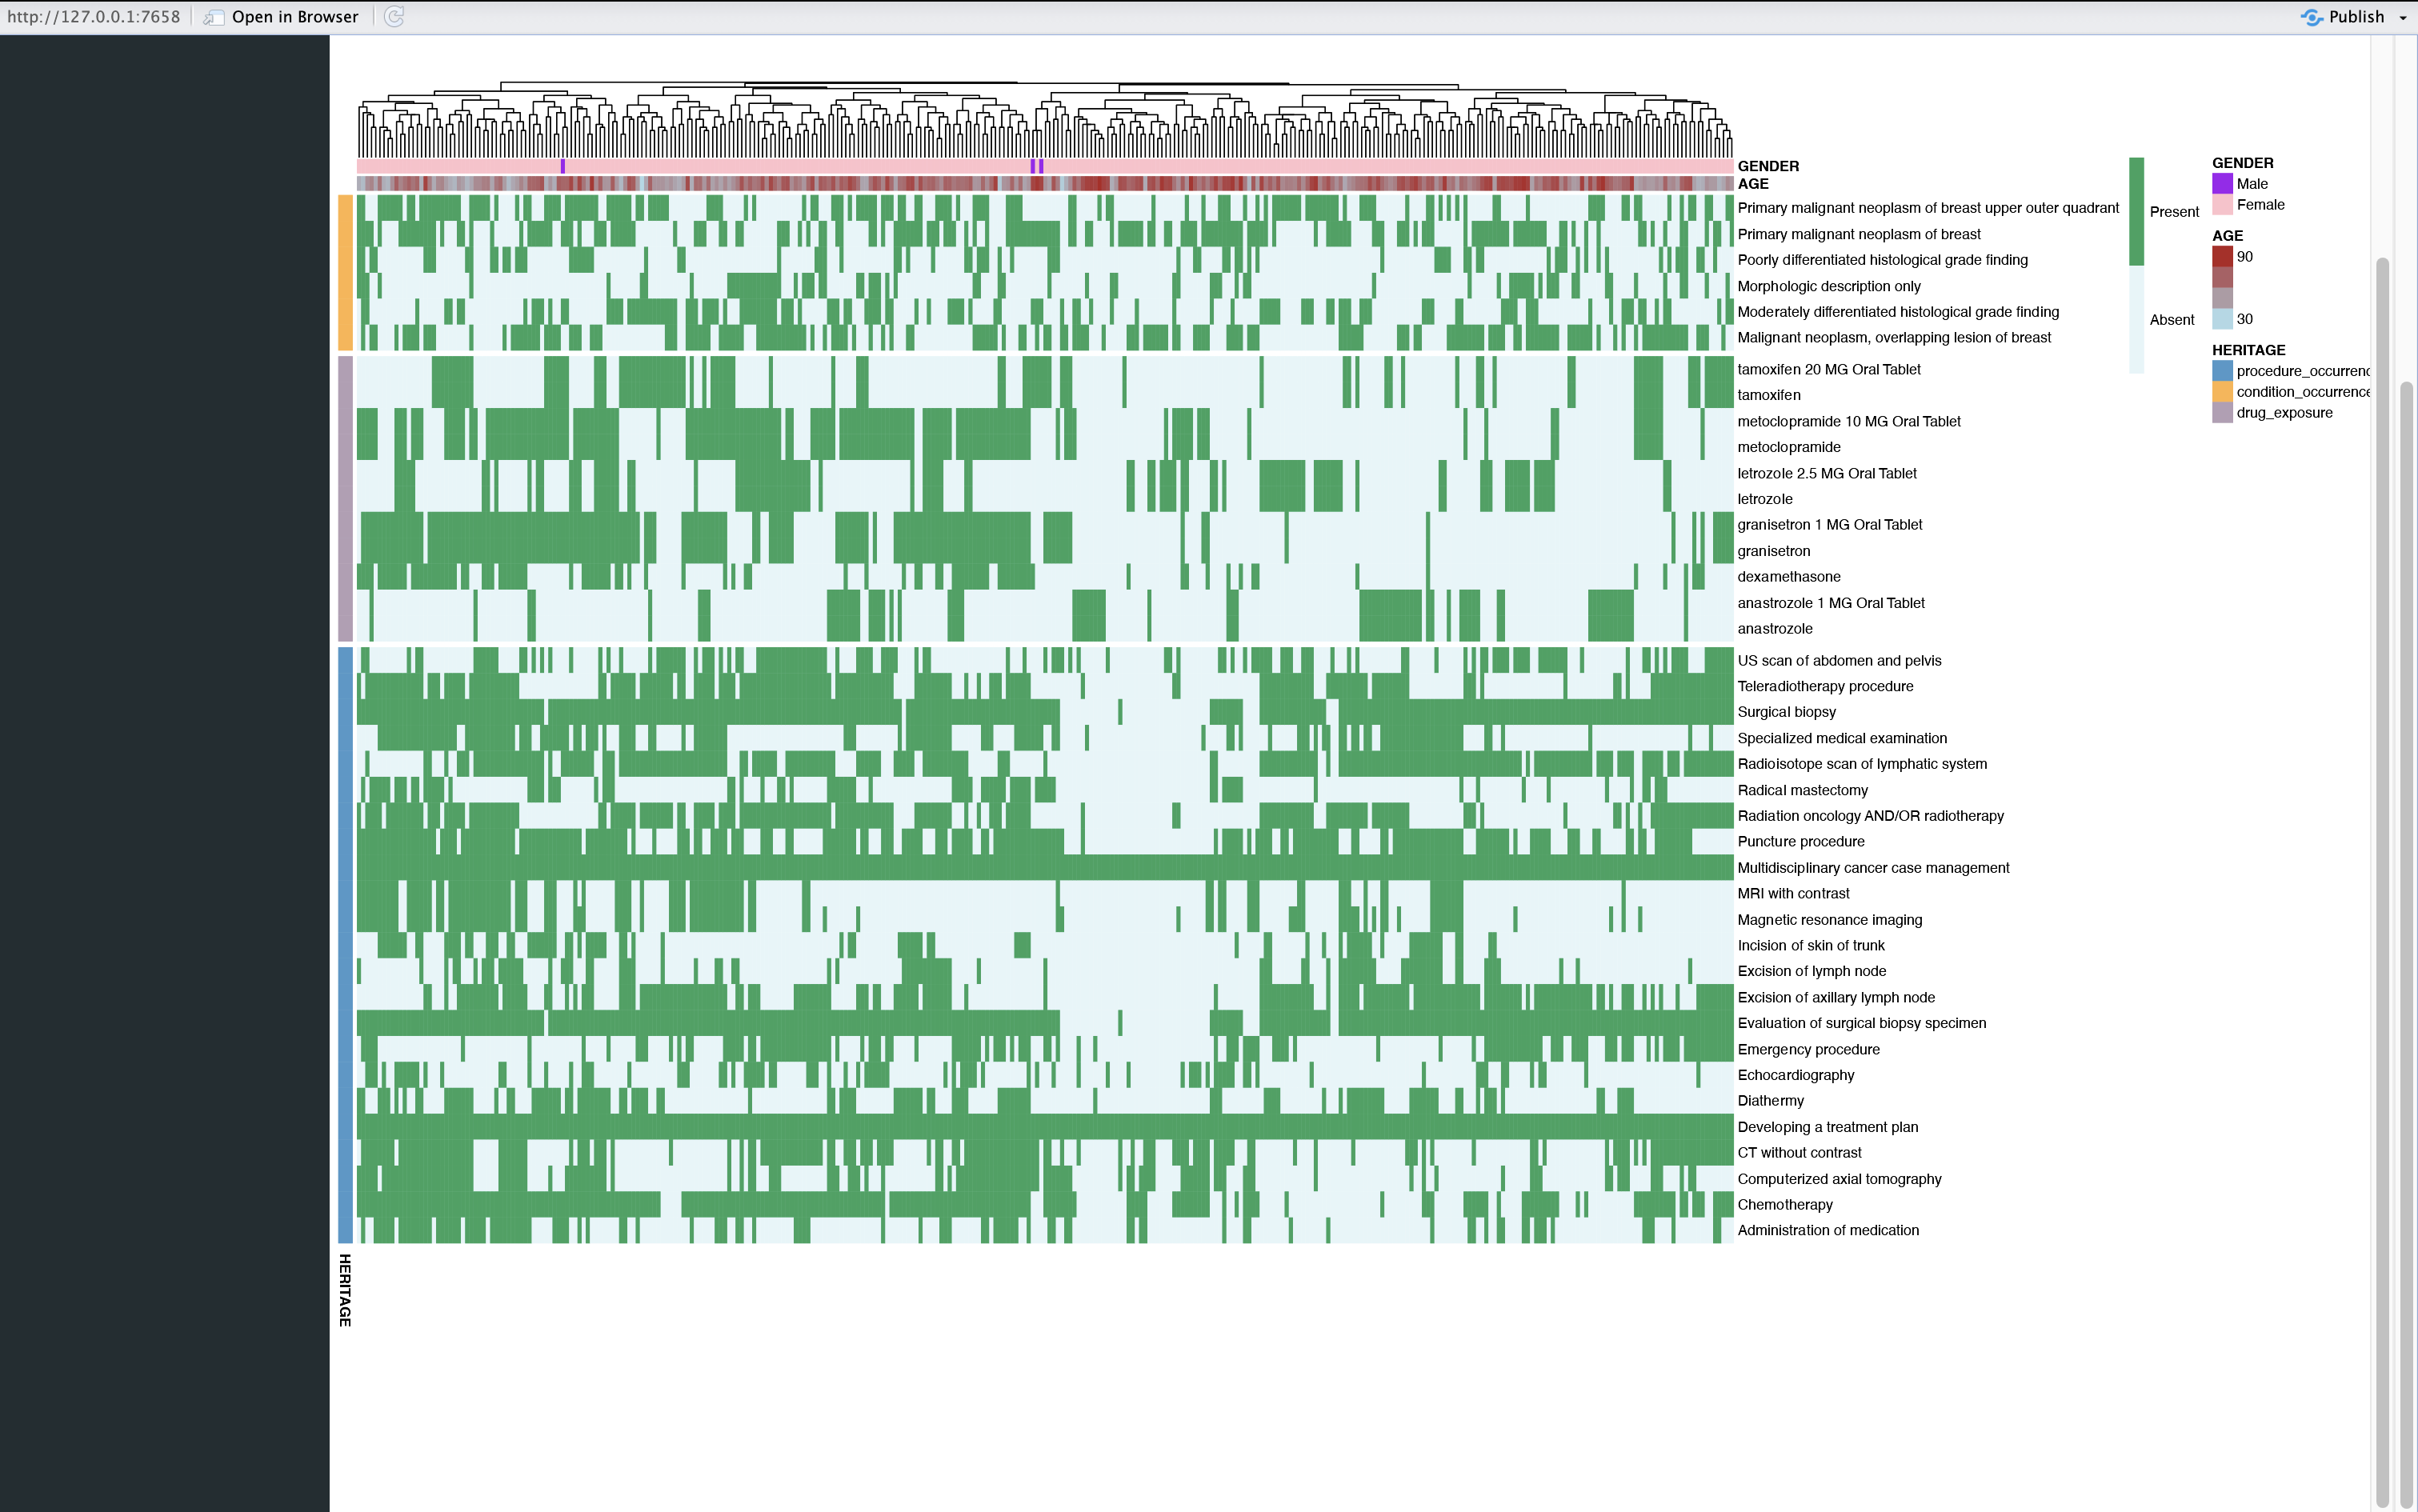 http://127.0.0.1:7658 Open in Browser Publish
GENDER
AGE
Primary malignant neoplasm of breast upper outer quadrant
Primary malignant neoplasm of breast
Poorly differentiated histological grade finding
Morphologic description only
Moderately differentiated histological grade finding
Malignant neoplasm, overlapping lesion of breast
tamoxifen 20 MG Oral Tablet
tamoxifen
metoclopramide 10 MG Oral Tablet
metoclopramide
letrozole 2.5 MG Oral Tablet
letrozole
granisetron 1 MG Oral Tablet
granisetron
dexamethasone
anastrozole 1 MG Oral Tablet
anastrozole
US scan of abdomen and pelvis
Teleradiotherapy procedure
Surgical biopsy
Specialized medical examination
Radioisotope scan of lymphatic system
Radical mastectomy
Radiation oncology AND/OR radiotherapy
Puncture procedure
Multidisciplinary cancer case management
MRI with contrast
Magnetic resonance imaging
Incision of skin of trunk
Excision of lymph node
Excision of axillary lymph node
Evaluation of surgical biopsy specimen
Emergency procedure
Echocardiography
Diathermy
Developing a treatment plan
CT without contrast
Computerized axial tomography
Chemotherapy
Administration of medication
HERITAGE
Present
Absent
GENDER
Male
Female
AGE
90
30
HERITAGE
procedure_occurrenc
condition_occurrence
drug_exposure